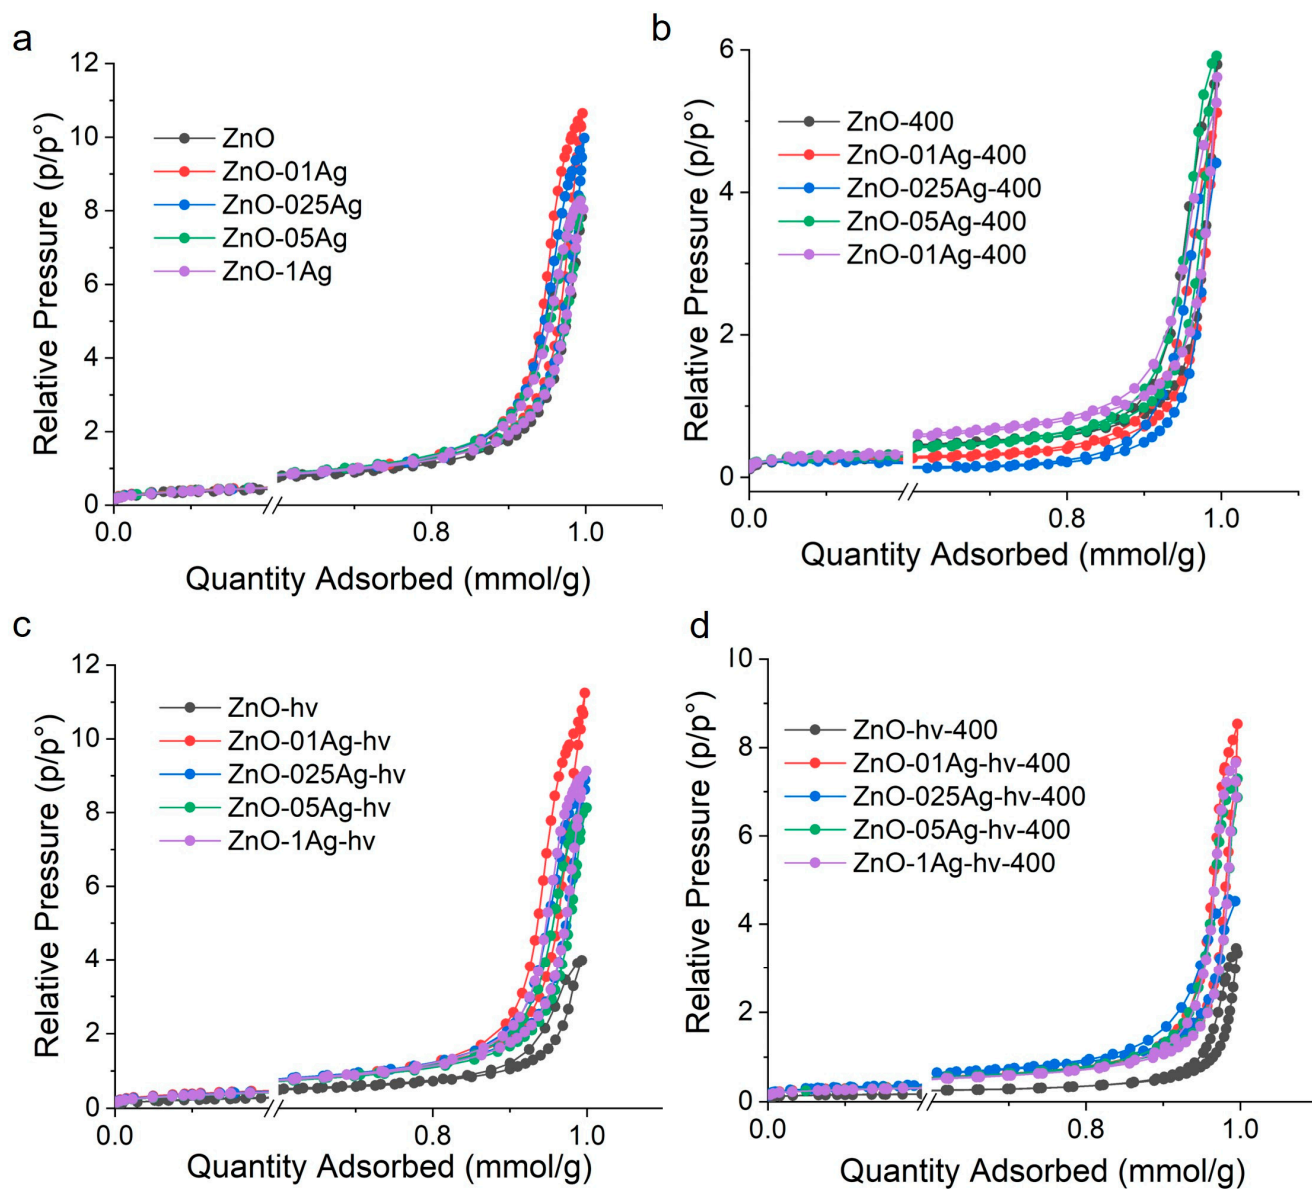 a
12
10
8
6
4
2
0
Relative Pressure (p/p°)
ZnO
ZnO-01Ag
ZnO-025Ag
ZnO-05Ag
ZnO-1Ag
0.0
0.8
1.0
Quantity Adsorbed (mmol/g)
b
6
4
2
0
Relative Pressure (p/p°)
ZnO-400
ZnO-01Ag-400
ZnO-025Ag-400
ZnO-05Ag-400
ZnO-01Ag-400
0.0
0.8
1.0
Quantity Adsorbed (mmol/g)
c
12
10
8
6
4
2
0
Relative Pressure (p/p°)
ZnO-hv
ZnO-01Ag-hv
ZnO-025Ag-hv
ZnO-05Ag-hv
ZnO-1Ag-hv
0.0
0.8
1.0
Quantity Adsorbed (mmol/g)
d
10
8
6
4
2
0
Relative Pressure (p/p°)
ZnO-hv-400
ZnO-01Ag-hv-400
ZnO-025Ag-hv-400
ZnO-05Ag-hv-400
ZnO-1Ag-hv-400
0.0
0.8
1.0
Quantity Adsorbed (mmol/g)